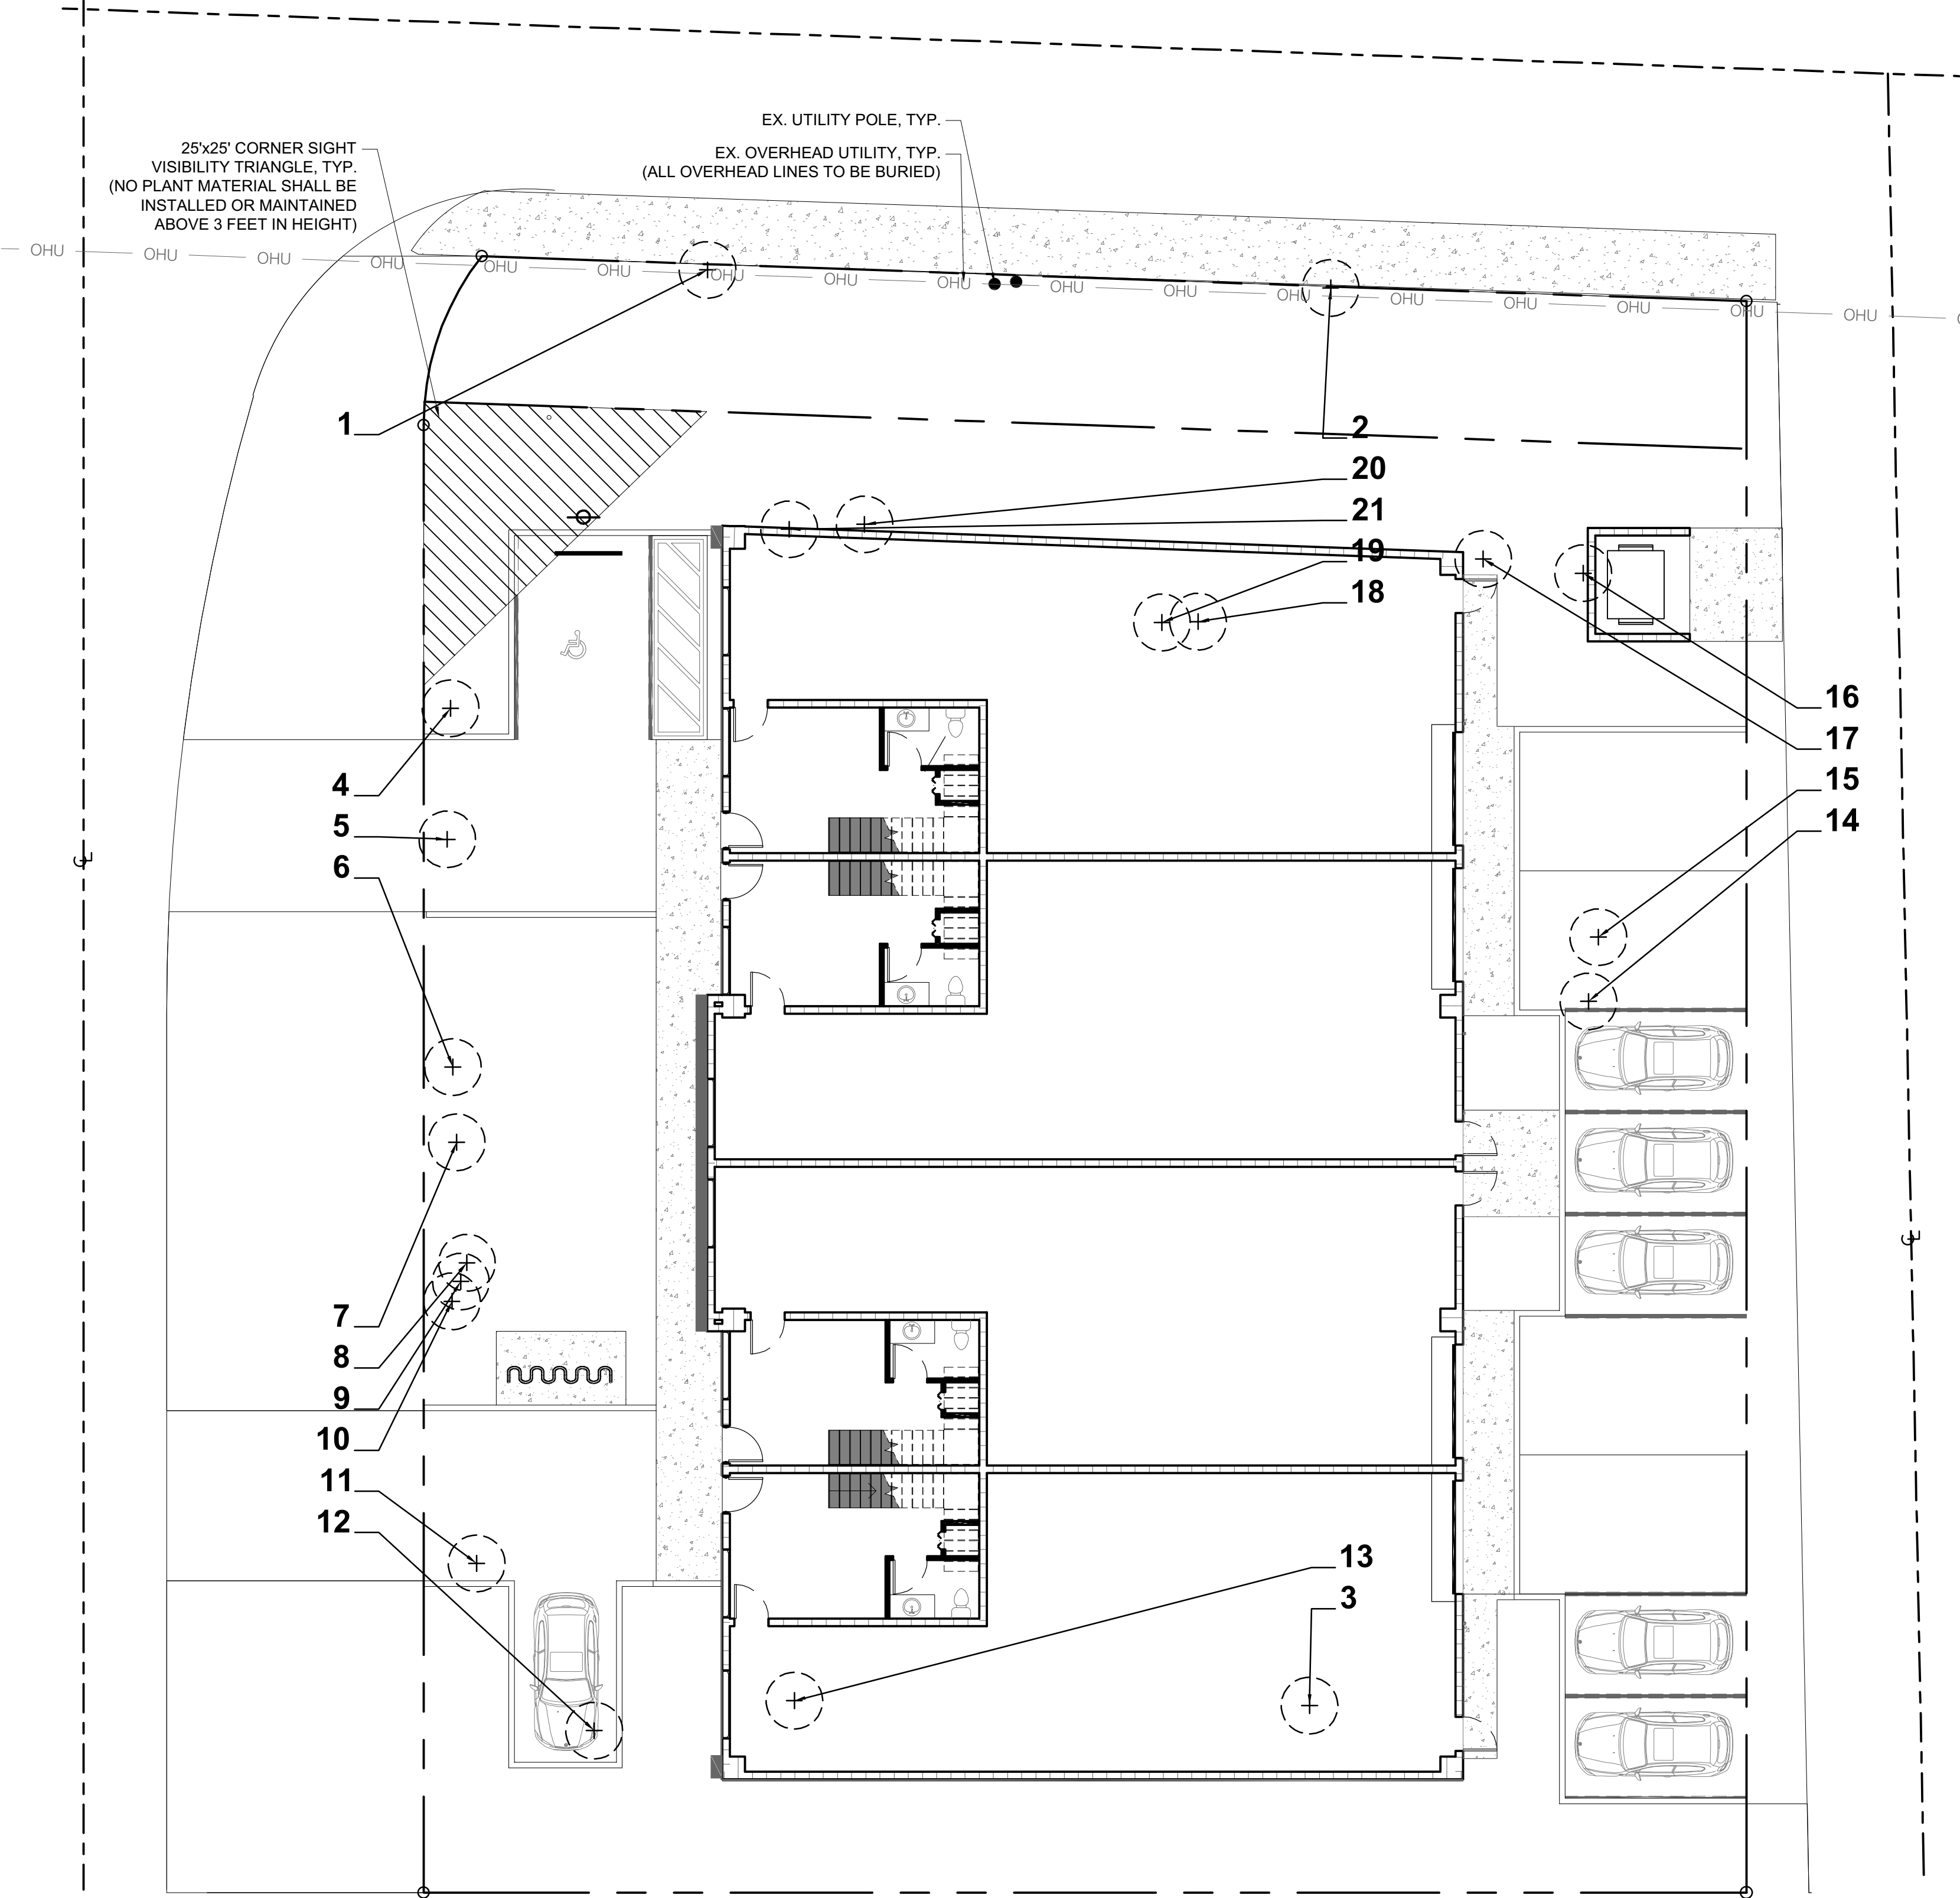 EX. UTILITY POLE, TYP.
25'x25' CORNER SIGHT
VISIBILITY TRIANGLE, TYP.
(NO PLANT MATERIAL SHALL BE
INSTALLED OR MAINTAINED
ABOVE 3 FEET IN HEIGHT)
EX. OVERHEAD UTILITY, TYP.
(ALL OVERHEAD LINES TO BE BURIED)
OHU OHU OHU OHU OHU OHU OHU OHU OHU OHU OHU OHU OHU OHU OHU OHU OHU
1
2
20
21
19
18
16
17
15
14
4
5
6
7
8
9
10
11
12
13
3
CL
CL